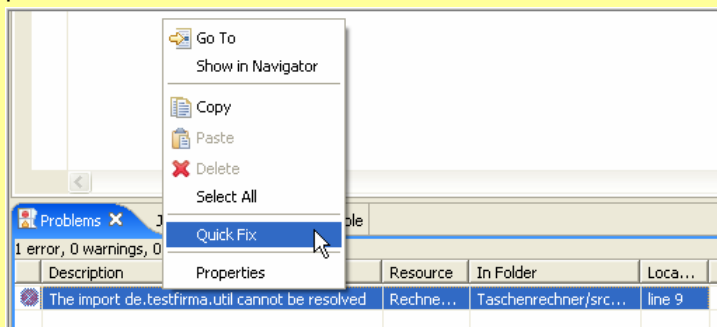 Go To
Show in Navigator
Copy
Paste
Delete
Select All
Quick Fix
Properties
Problems
1 error, 0 warnings, 0
Description Resource In Folder Loca...
The import de.testfirma.util cannot be resolved Rechne... Taschenrechner/src... line 9